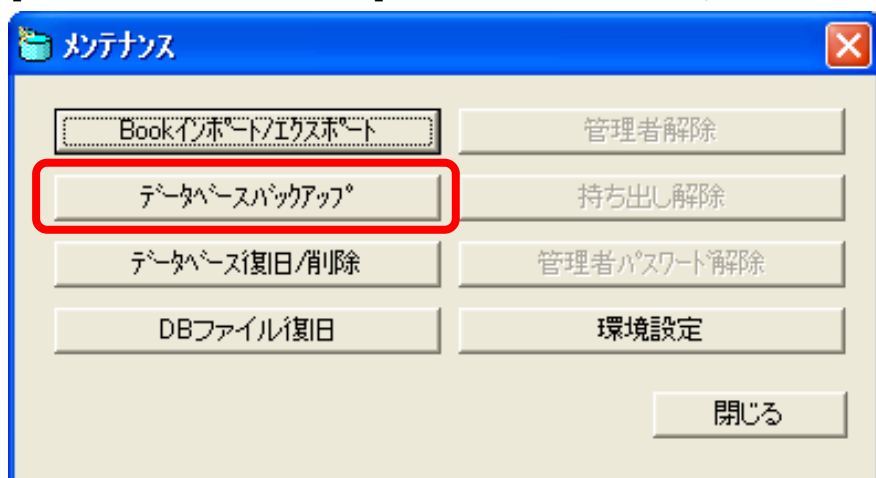 メンテナンス
Bookｲﾝﾎﾟｰﾄ/ｴｸｽﾎﾟｰﾄ
管理者解除
ﾃﾞｰﾀﾍﾞｰｽﾊﾞｯｸｱｯﾌﾟ
持ち出し解除
ﾃﾞｰﾀﾍﾞｰｽ復旧/削除
管理者ﾊﾟｽﾜｰﾄﾞ解除
DBファイル復旧
環境設定
閉じる